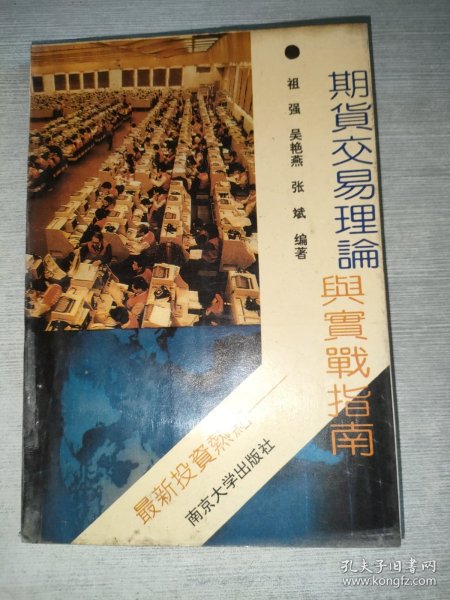 期貨交易理論
與實戰指南
祖 强 吴艳燕 张 斌 编著
最新投資熱
南京大学出版社
孔夫子旧书网
www.kongfz.com